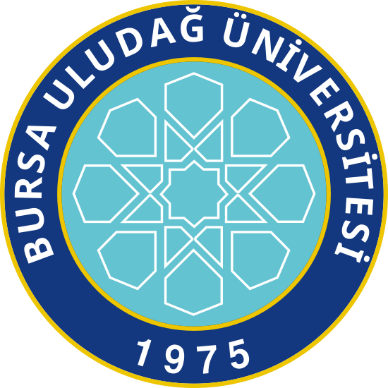 BURSA ULUDAĞ ÜNİVERSİTESİ
1975